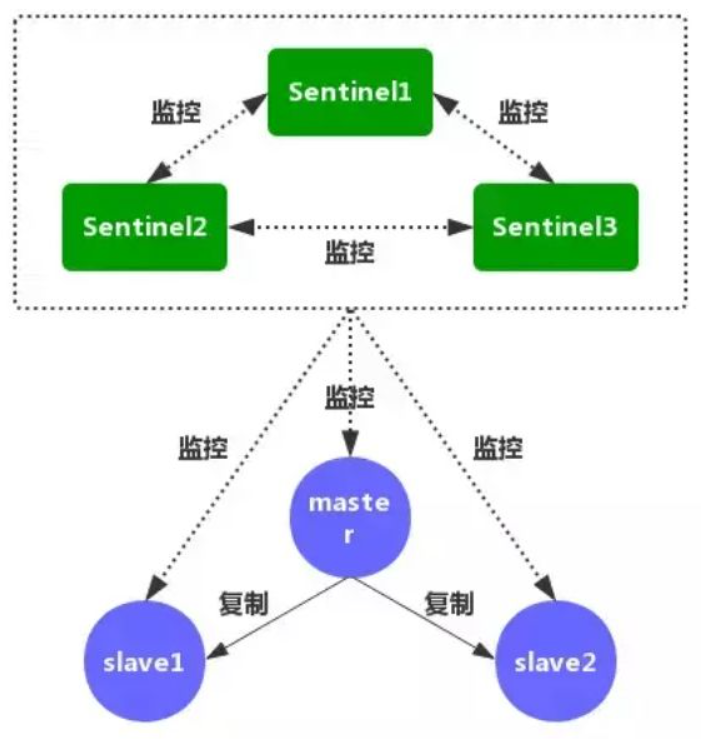 Sentinel1
监控
监控
Sentinel2
Sentinel3
监控
监控
监控
监控
maste
r
复制
复制
slave1
slave2